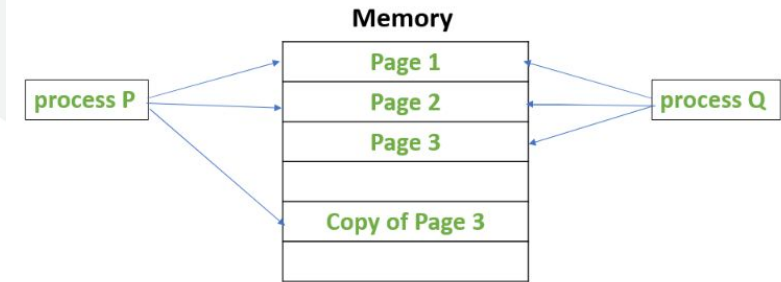 Memory
Page 1
process P
Page 2
process Q
Page 3
Copy of Page 3